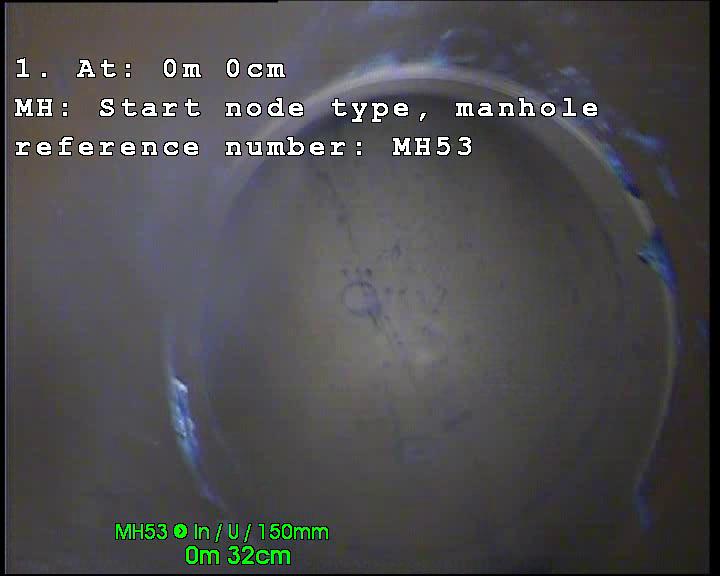 1. At: 0m 0cm
MH: Start node type, manhole
reference number: MH53
MH53 In / U / 150mm
0m 32cm